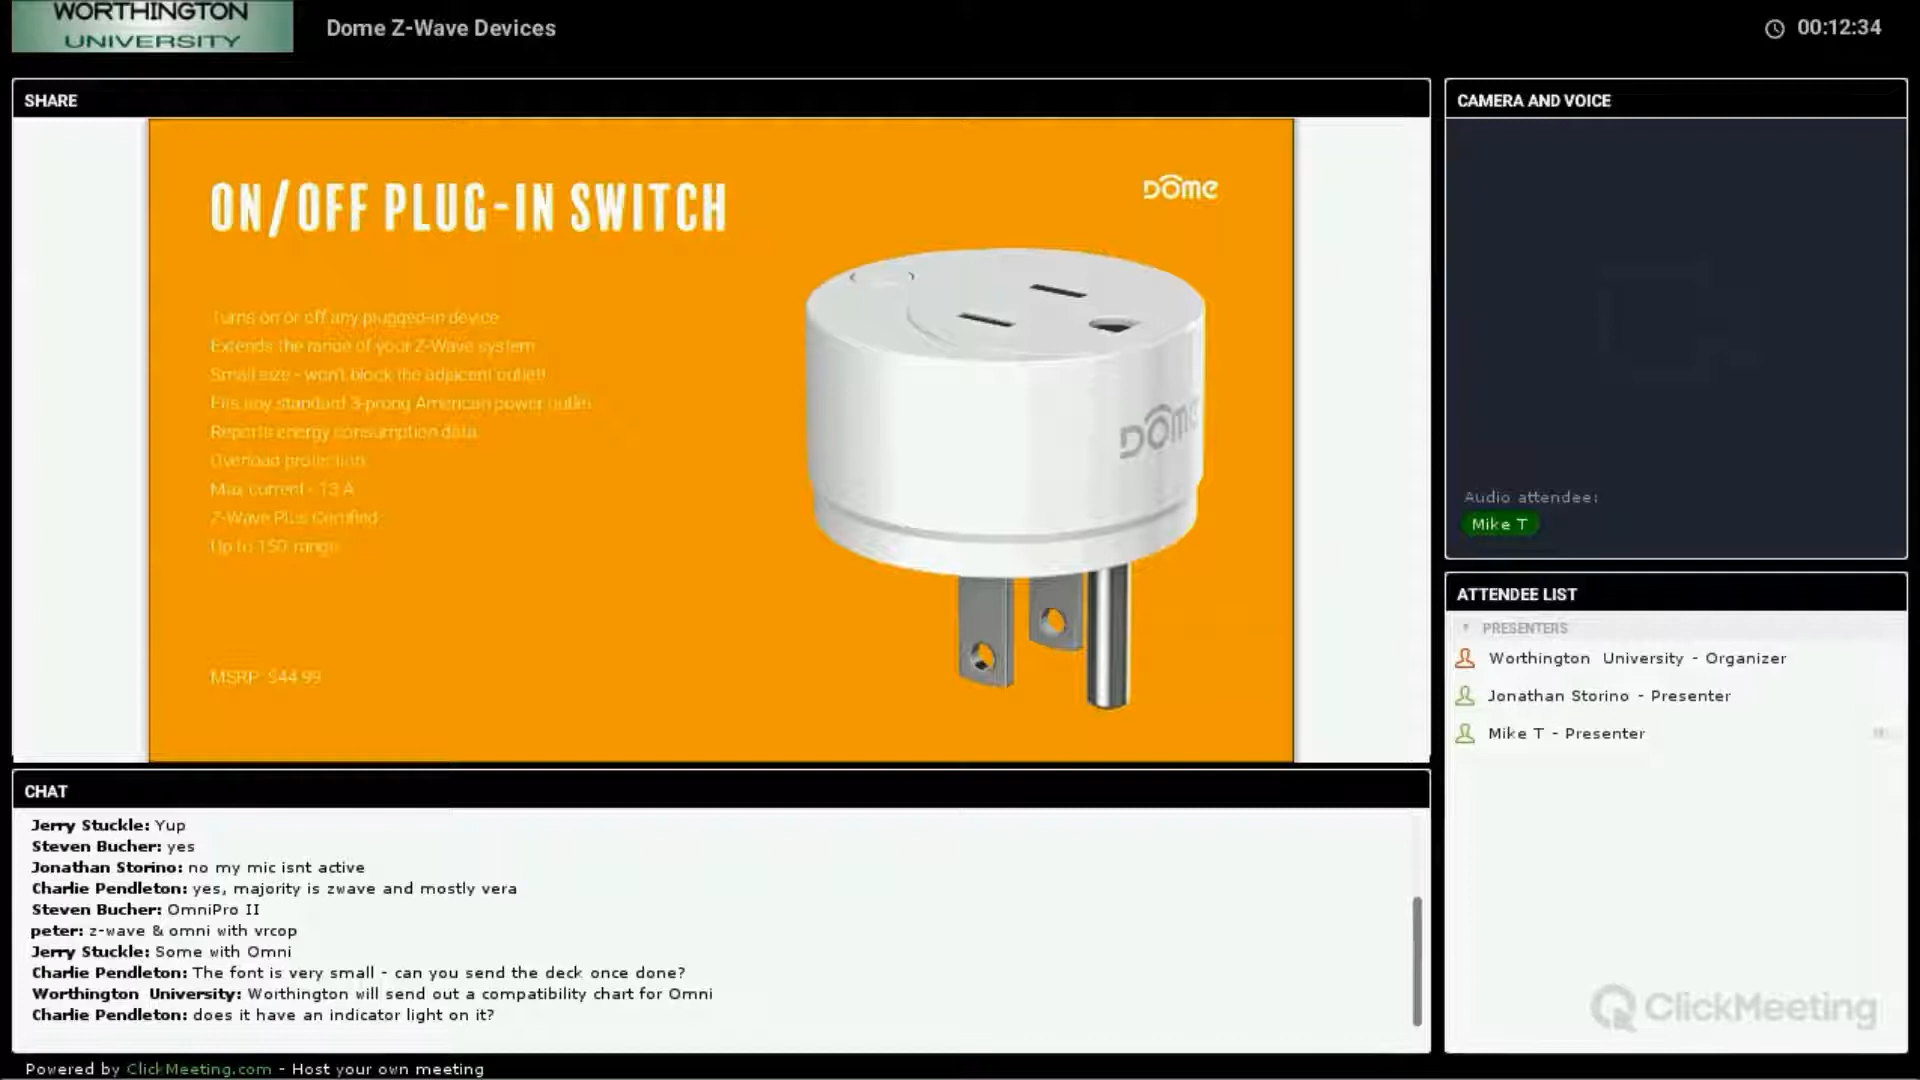 WORTHINGTON
UNIVERSITY
Dome Z-Wave Devices
00:12:34
SHARE
ON/OFF PLUG-IN SWITCH
DOME
Turns on or off any plugged-in device
Extends the range of your Z-Wave system
Small size - won't block the adjacent outlet!
Fits any standard 3-prong American power outlet
Reports energy consumption data
Overload protection
Max current - 13 A
Z-Wave Plus Certified
Up to 150' range
MSRP: $44.99
DOME
CAMERA AND VOICE
Audio attendee:
Mike T
ATTENDEE LIST
PRESENTERS
Worthington University - Organizer
Jonathan Storino - Presenter
Mike T - Presenter
ClickMeeting
CHAT
Jerry Stuckle: Yup
Steven Bucher: yes
Jonathan Storino: no my mic isnt active
Charlie Pendleton: yes, majority is zwave and mostly vera
Steven Bucher: OmniPro II
peter: z-wave & omni with vrcop
Jerry Stuckle: Some with Omni
Charlie Pendleton: The font is very small - can you send the deck once done?
Worthington University: Worthington will send out a compatibility chart for Omni
Charlie Pendleton: does it have an indicator light on it?
Powered by ClickMeeting.com - Host your own meeting